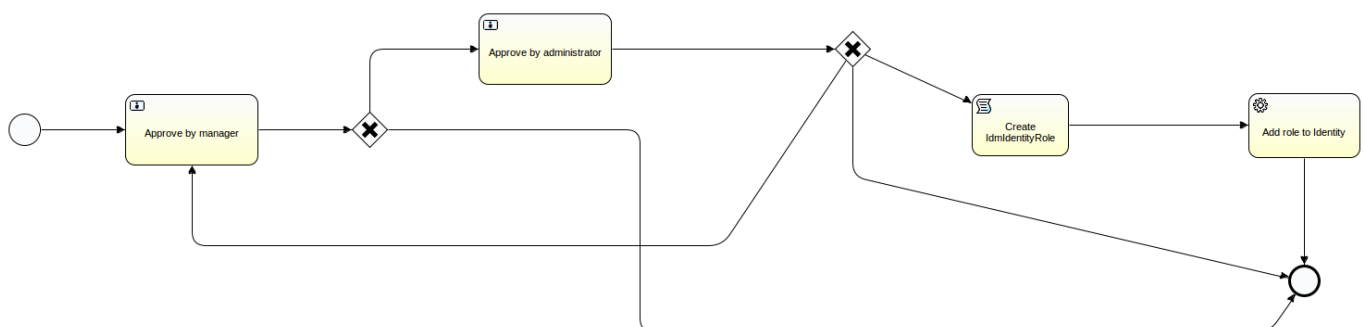 Approve by administrator
Approve by manager
Create
IdmIdentityRole
Add role to Identity